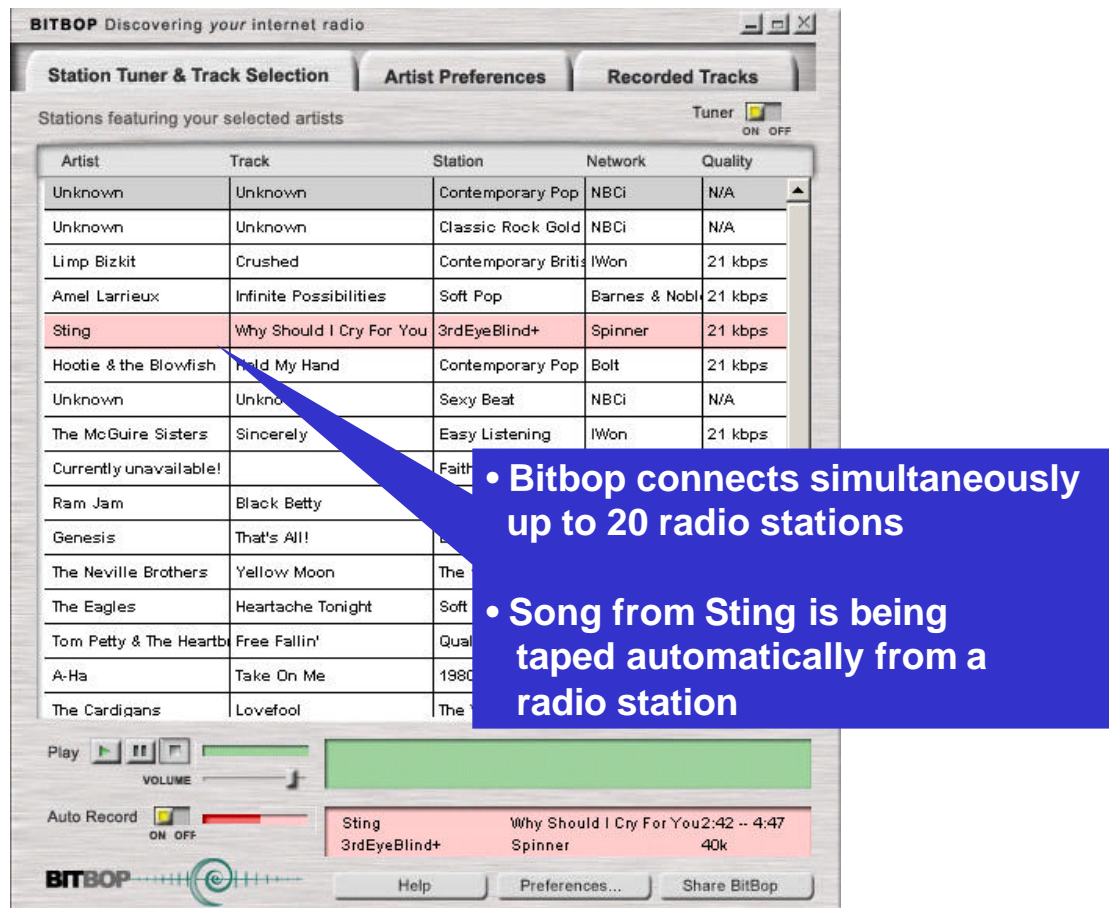 BITBOP Discovering your internet radio
Station Tuner & Track Selection Artist Preferences Recorded Tracks
Stations featuring your selected artists Tuner
ON OFF
Artist Track Station Network Quality
Unknown Unknown Contemporary Pop NBCi N/A
Unknown Unknown Classic Rock Gold NBCi N/A
Limp Bizkit Crushed Contemporary Britis IWon 21 kbps
Amel Larrieux Infinite Possibilities Soft Pop Barnes & Nobl 21 kbps
Sting Why Should I Cry For You 3rdEyeBlind+ Spinner 21 kbps
Hootie & the Blowfish Hold My Hand Contemporary Pop Bolt 21 kbps
Unknown Unkno Sexy Beat NBCi N/A
The McGuire Sisters Sincerely Easy Listening IWon 21 kbps
Currently unavailable! Faith
Ram Jam Black Betty
Genesis That's All!
The Neville Brothers Yellow Moon The
The Eagles Heartache Tonight Soft
Tom Petty & The Heartb Free Fallin' Qual
A-Ha Take On Me 1980
The Cardigans Lovefool The
• Bitbop connects simultaneously
up to 20 radio stations
• Song from Sting is being
taped automatically from a
radio station
Play
VOLUME
Auto Record
ON OFF
Sting Why Should I Cry For You 2:42 -- 4:47
3rdEyeBlind+ Spinner 40k
BITBOP
Help Preferences... Share BitBop